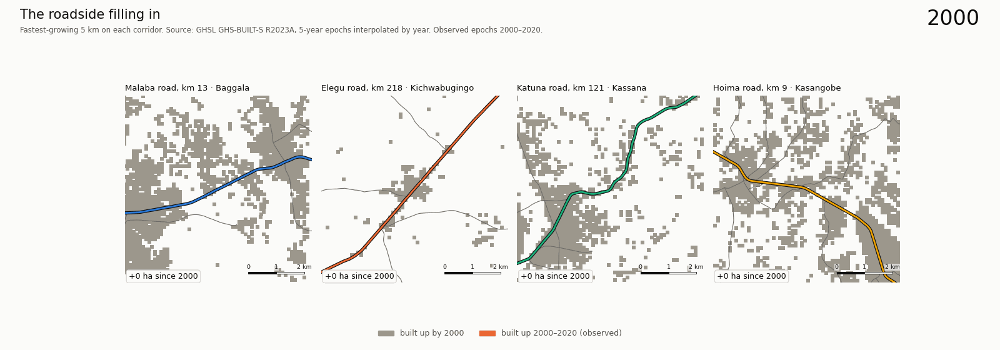 The roadside filling in
2000
Fastest-growing 5 km on each corridor. Source: GHSL GHS-BUILT-S R2023A, 5-year epochs interpolated by year. Observed epochs 2000–2020.
Malaba road, km 13 · Baggala
Elegu road, km 218 · Kichwabugingo
Katuna road, km 121 · Kassana
Hoima road, km 9 · Kasangobe
0 1 2 km
0 1 2 km
0 1 2 km
0 1 2 km
+0 ha since 2000
+0 ha since 2000
+0 ha since 2000
+0 ha since 2000
built up by 2000
built up 2000–2020 (observed)